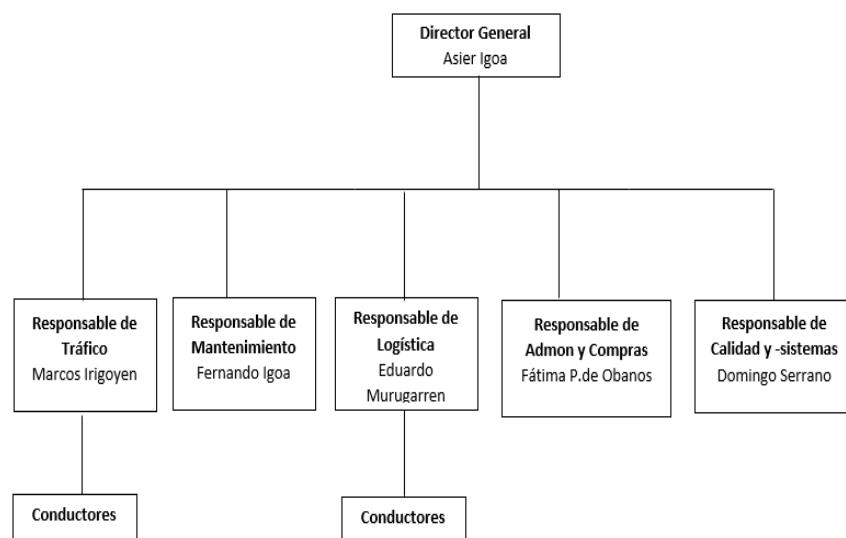 Director General
Asier Igoa
Responsable de
Tráfico
Marcos Irigoyen
Responsable de
Mantenimiento
Fernando Igoa
Responsable de
Logística
Eduardo
Murugarren
Responsable de
Admon y Compras
Fátima P.de Obanos
Responsable de
Calidad y -sistemas
Domingo Serrano
Conductores
Conductores